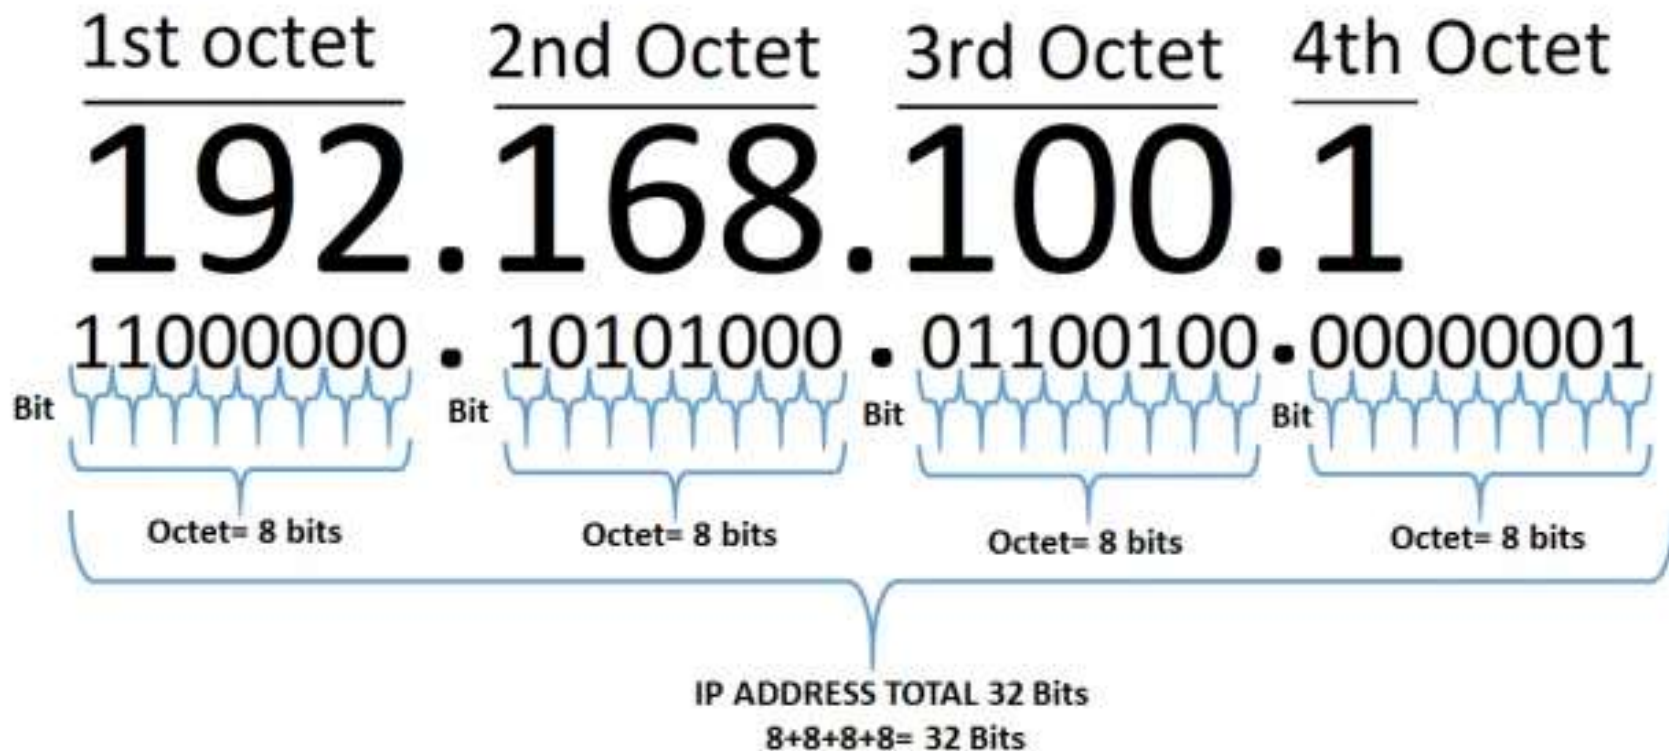 1st octet 2nd Octet 3rd Octet 4th Octet
192.168.100.1
11000000 . 10101000 . 01100100 . 00000001
Bit Bit Bit Bit
Octet= 8 bits Octet= 8 bits Octet= 8 bits Octet= 8 bits
IP ADDRESS TOTAL 32 Bits
8+8+8+8= 32 Bits